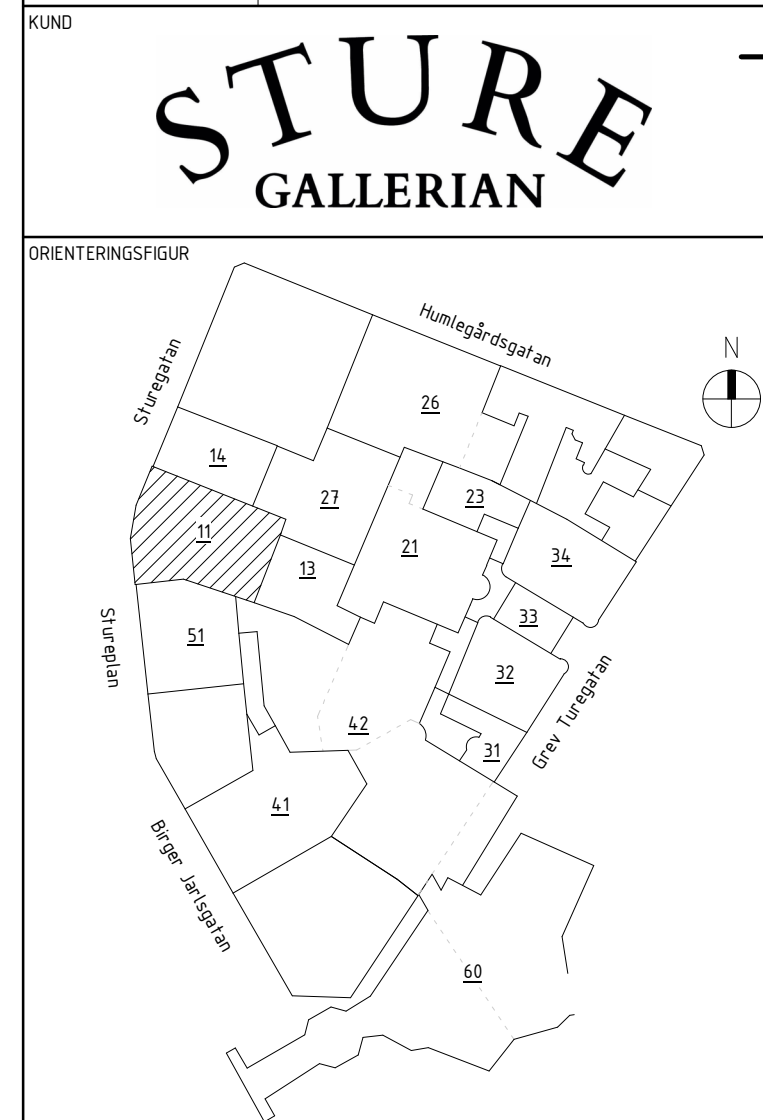 KUND
STURE
GALLERIAN
ORIENTERINGSFIGUR
Humlegårdsgatan
Sturegatan
N
26
14
27
23
11
21
34
13
33
51
32
Stureplan
42
31
Grev Turegatan
41
Birger Jarlsgatan
60